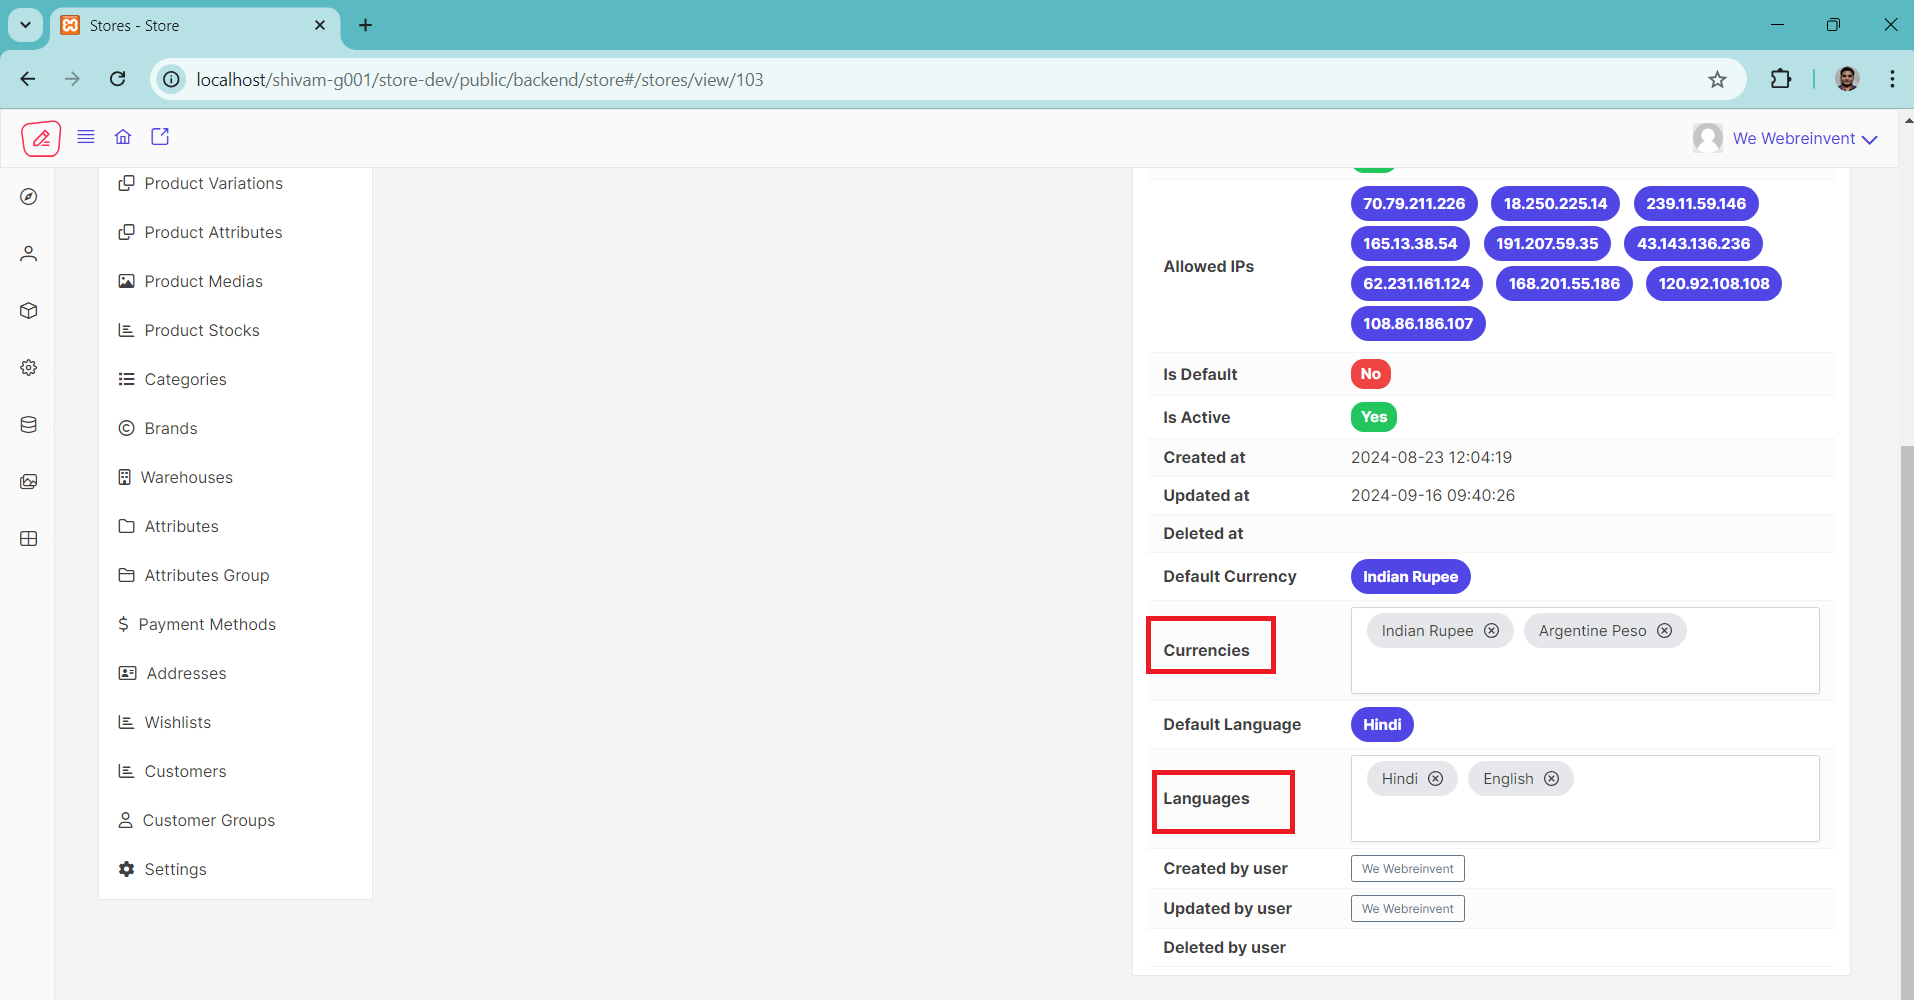 Stores - Store
localhost/shivam-g001/store-dev/public/backend/store#/stores/view/103
We Webreinvent
Product Variations
Product Attributes
Product Medias
Product Stocks
Categories
Brands
Warehouses
Attributes
Attributes Group
Payment Methods
Addresses
Wishlists
Customers
Customer Groups
Settings
Allowed IPs
70.79.211.226 18.250.225.14 239.11.59.146
165.13.38.54 191.207.59.35 43.143.136.236
62.231.161.124 168.201.55.186 120.92.108.108
108.86.186.107
Is Default No
Is Active Yes
Created at 2024-08-23 12:04:19
Updated at 2024-09-16 09:40:26
Deleted at
Default Currency Indian Rupee
Currencies Indian Rupee Argentine Peso
Default Language Hindi
Languages Hindi English
Created by user We Webreinvent
Updated by user We Webreinvent
Deleted by user